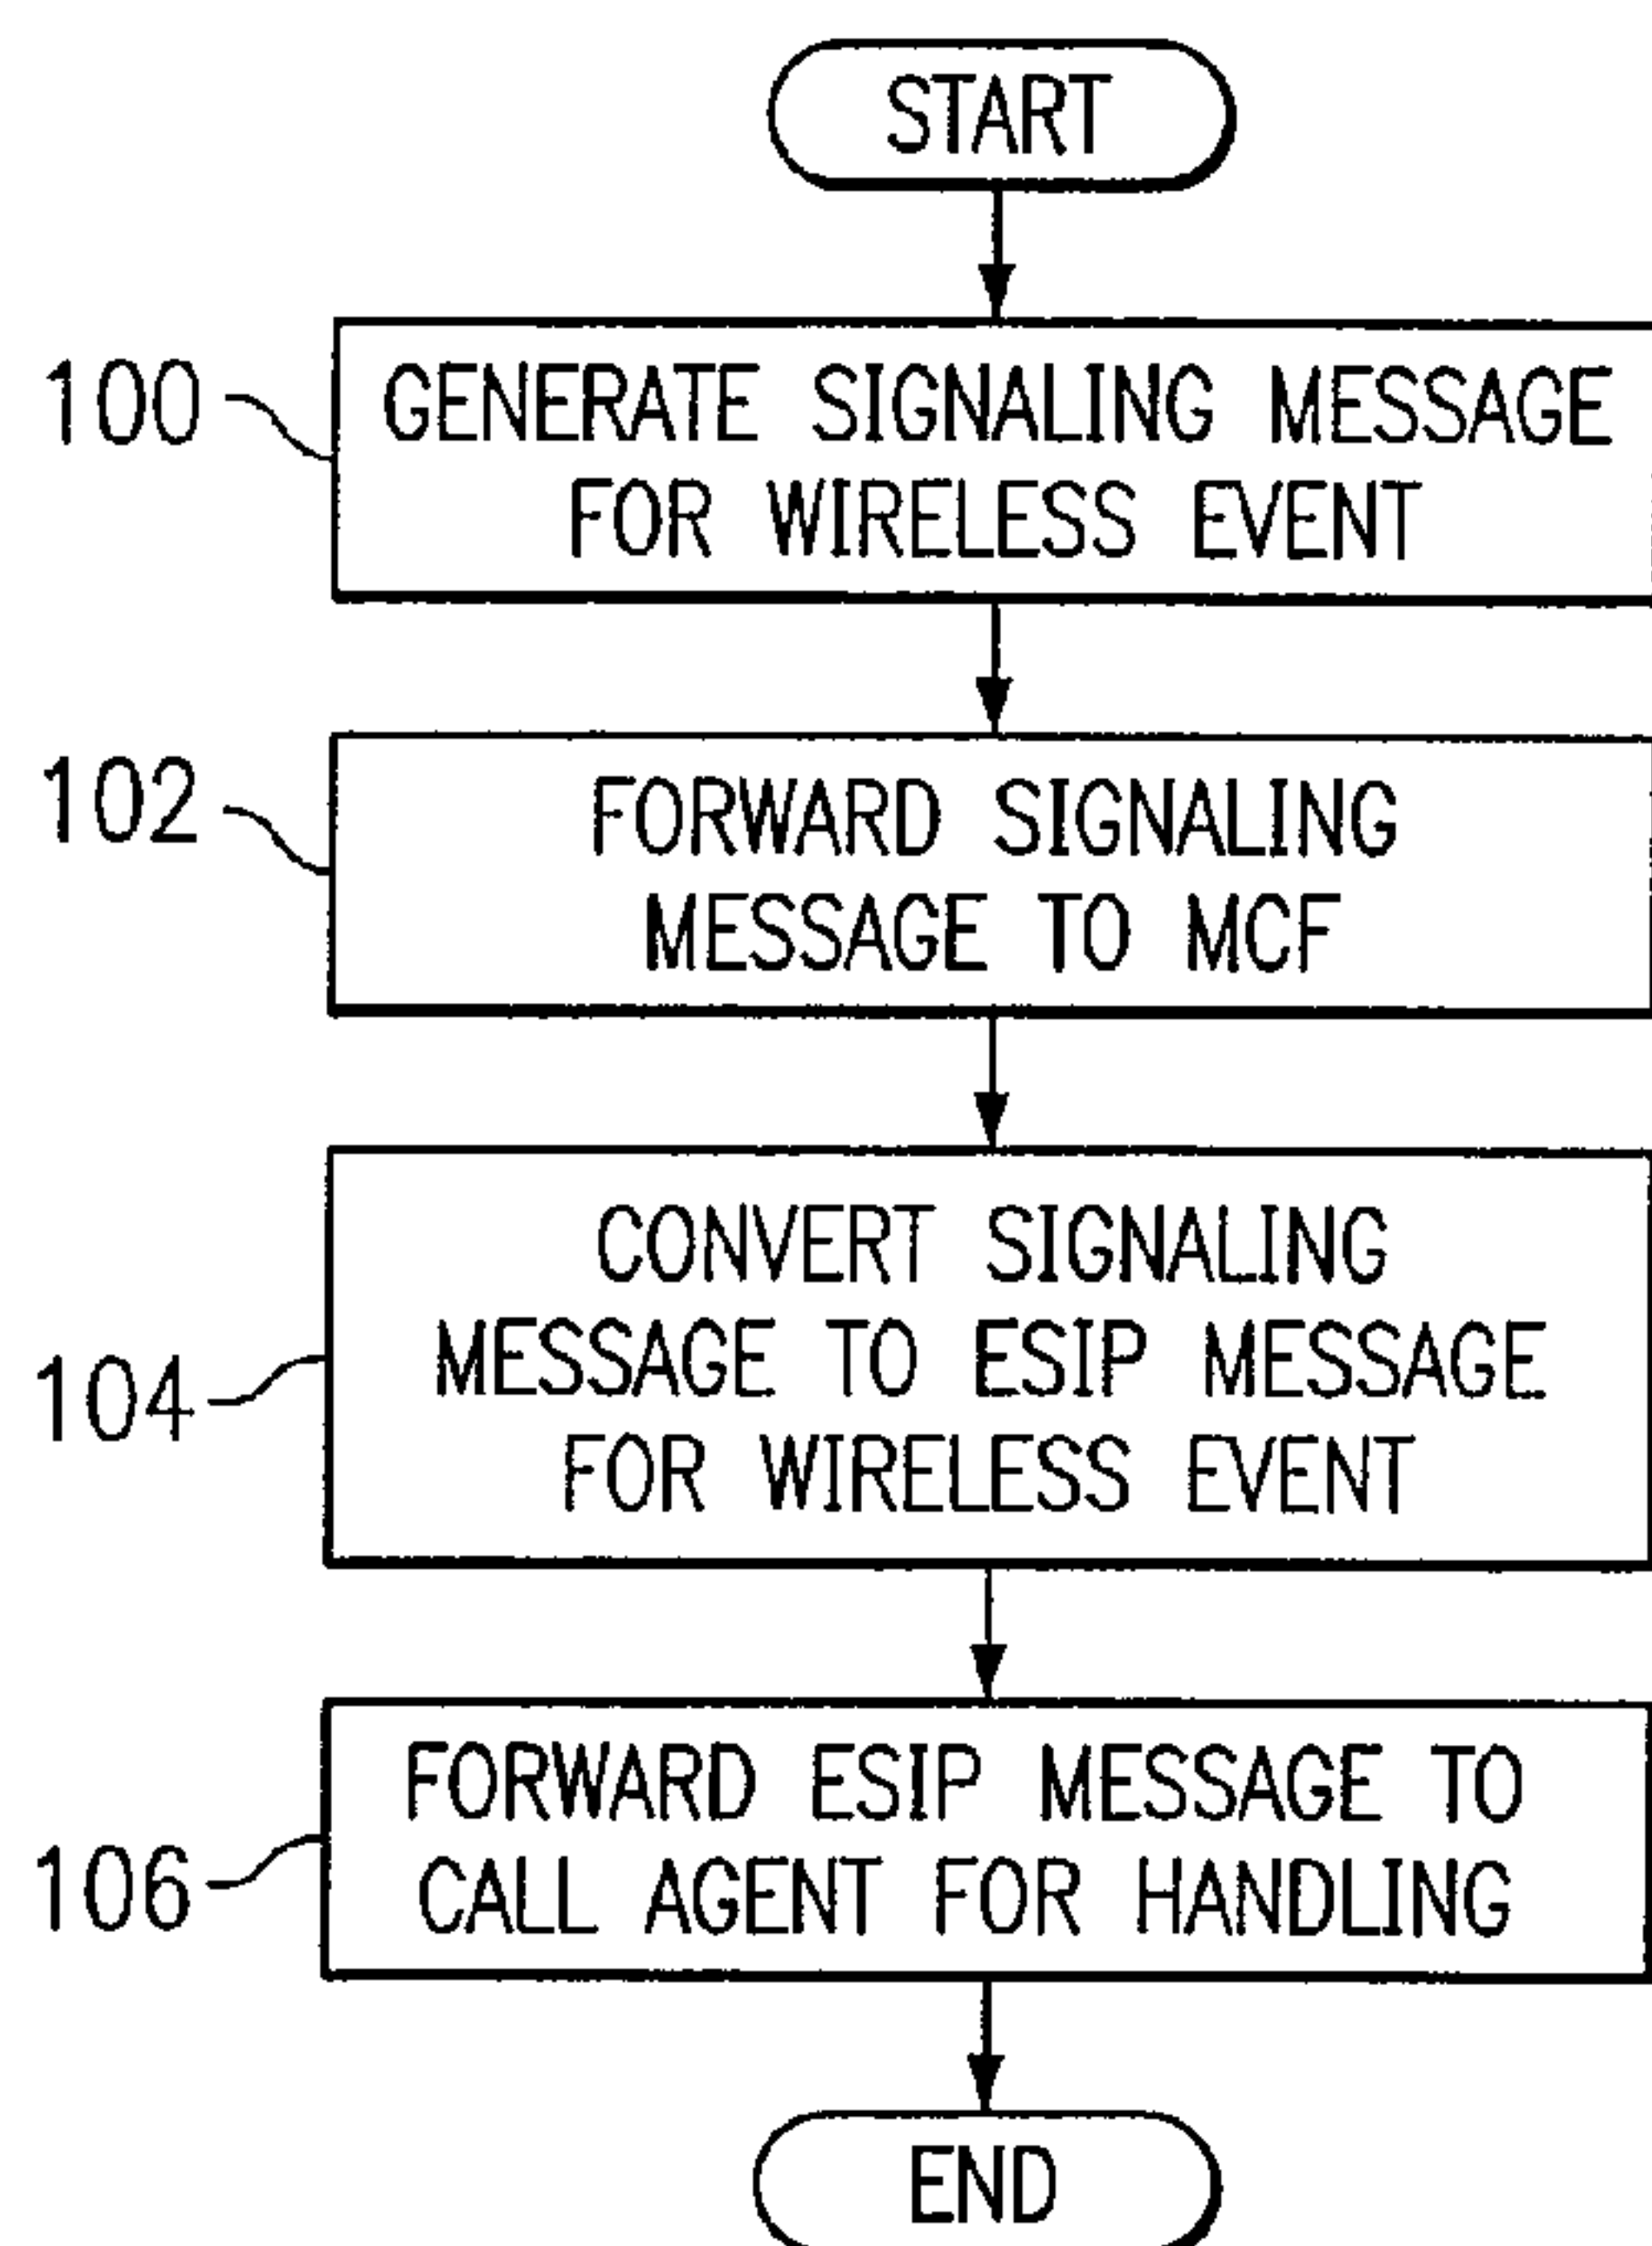 START
100
GENERATE SIGNALING MESSAGE
FOR WIRELESS EVENT
102
FORWARD SIGNALING
MESSAGE TO MCF
104
CONVERT SIGNALING
MESSAGE TO ESIP MESSAGE
FOR WIRELESS EVENT
106
FORWARD ESIP MESSAGE TO
CALL AGENT FOR HANDLING
END